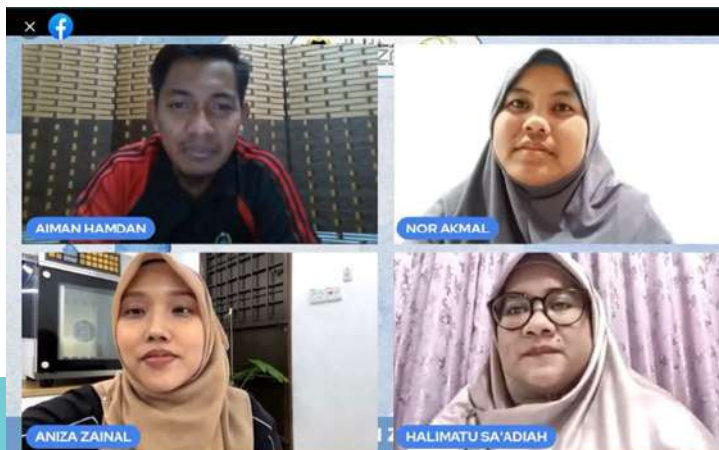 ×
AIMAN HAMDAN
NOR AKMAL
ANIZA ZAINAL
HALIMATU SA'ADIAH